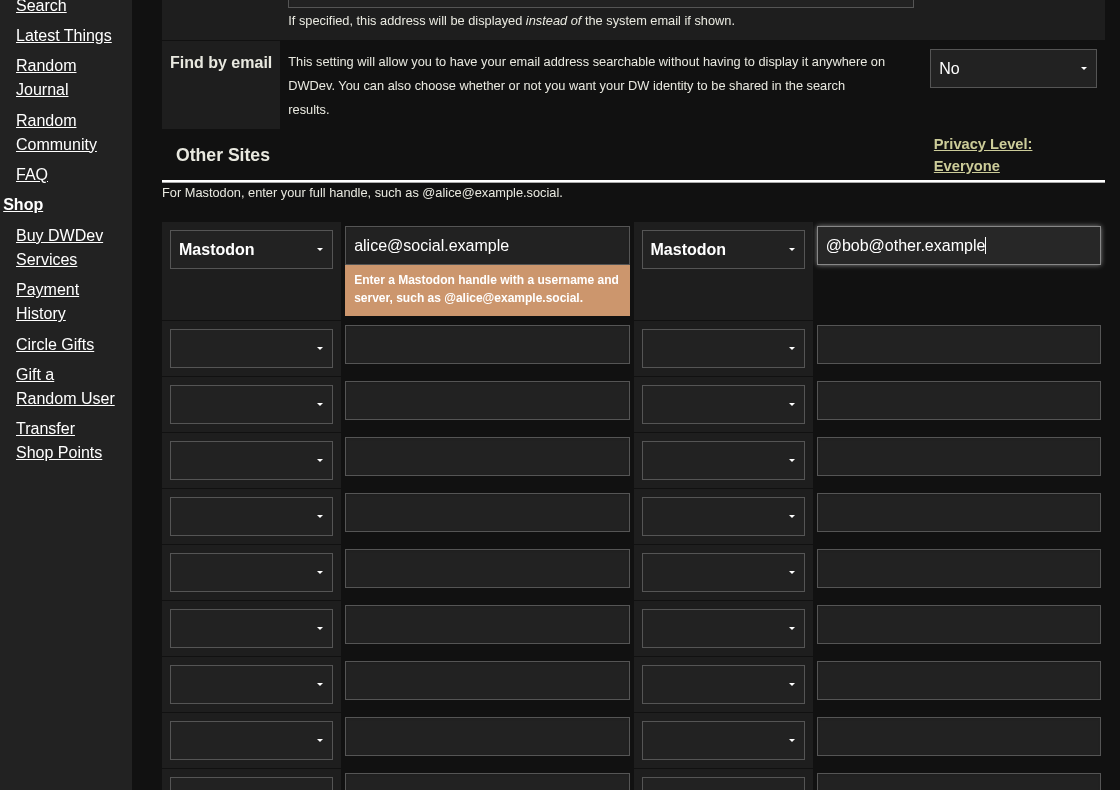 Search
Latest Things
Random
Journal
Random
Community
FAQ
Shop
Buy DWDev
Services
Payment
History
Circle Gifts
Gift a
Random User
Transfer
Shop Points
If specified, this address will be displayed instead of the system email if shown.
Find by email
This setting will allow you to have your email address searchable without having to display it anywhere on
DWDev. You can also choose whether or not you want your DW identity to be shared in the search
results.
No
Other Sites
Privacy Level:
Everyone
For Mastodon, enter your full handle, such as @alice@example.social.
Mastodon
alice@social.example
Enter a Mastodon handle with a username and
server, such as @alice@example.social.
Mastodon
@bob@other.example